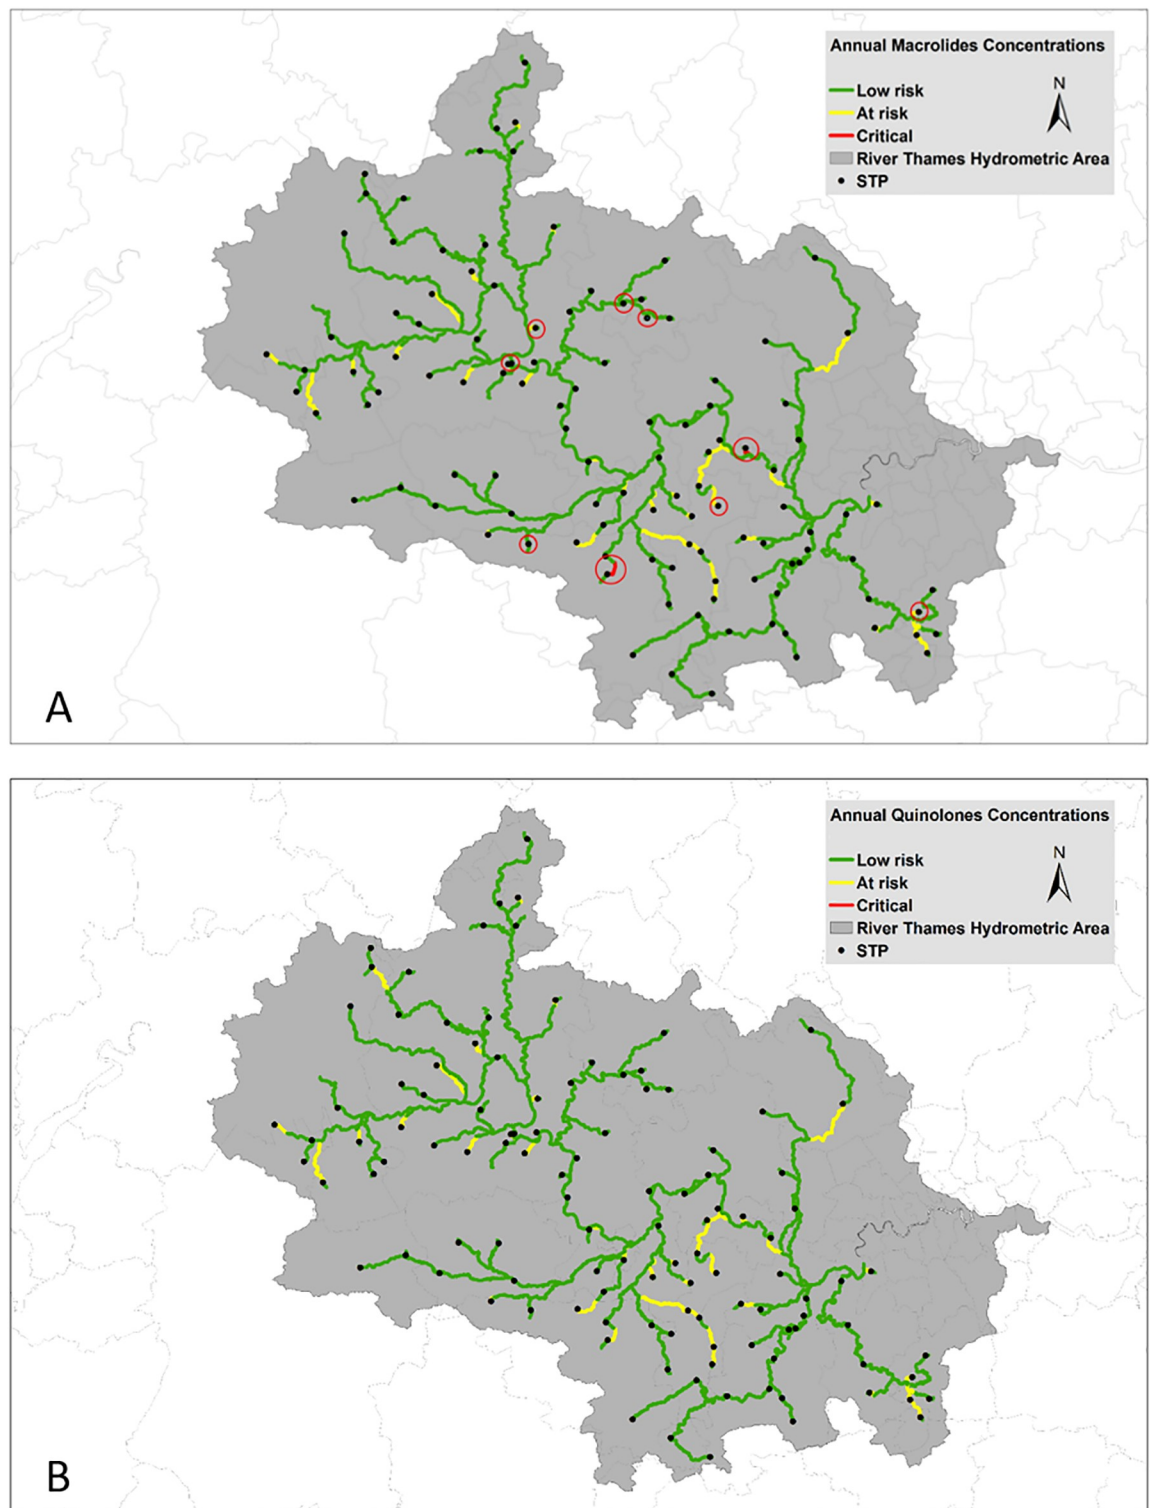 Annual Macrolides Concentrations
N
Low risk
At risk
Critical
River Thames Hydrometric Area
STP
A
Annual Quinolones Concentrations
N
Low risk
At risk
Critical
River Thames Hydrometric Area
STP
B